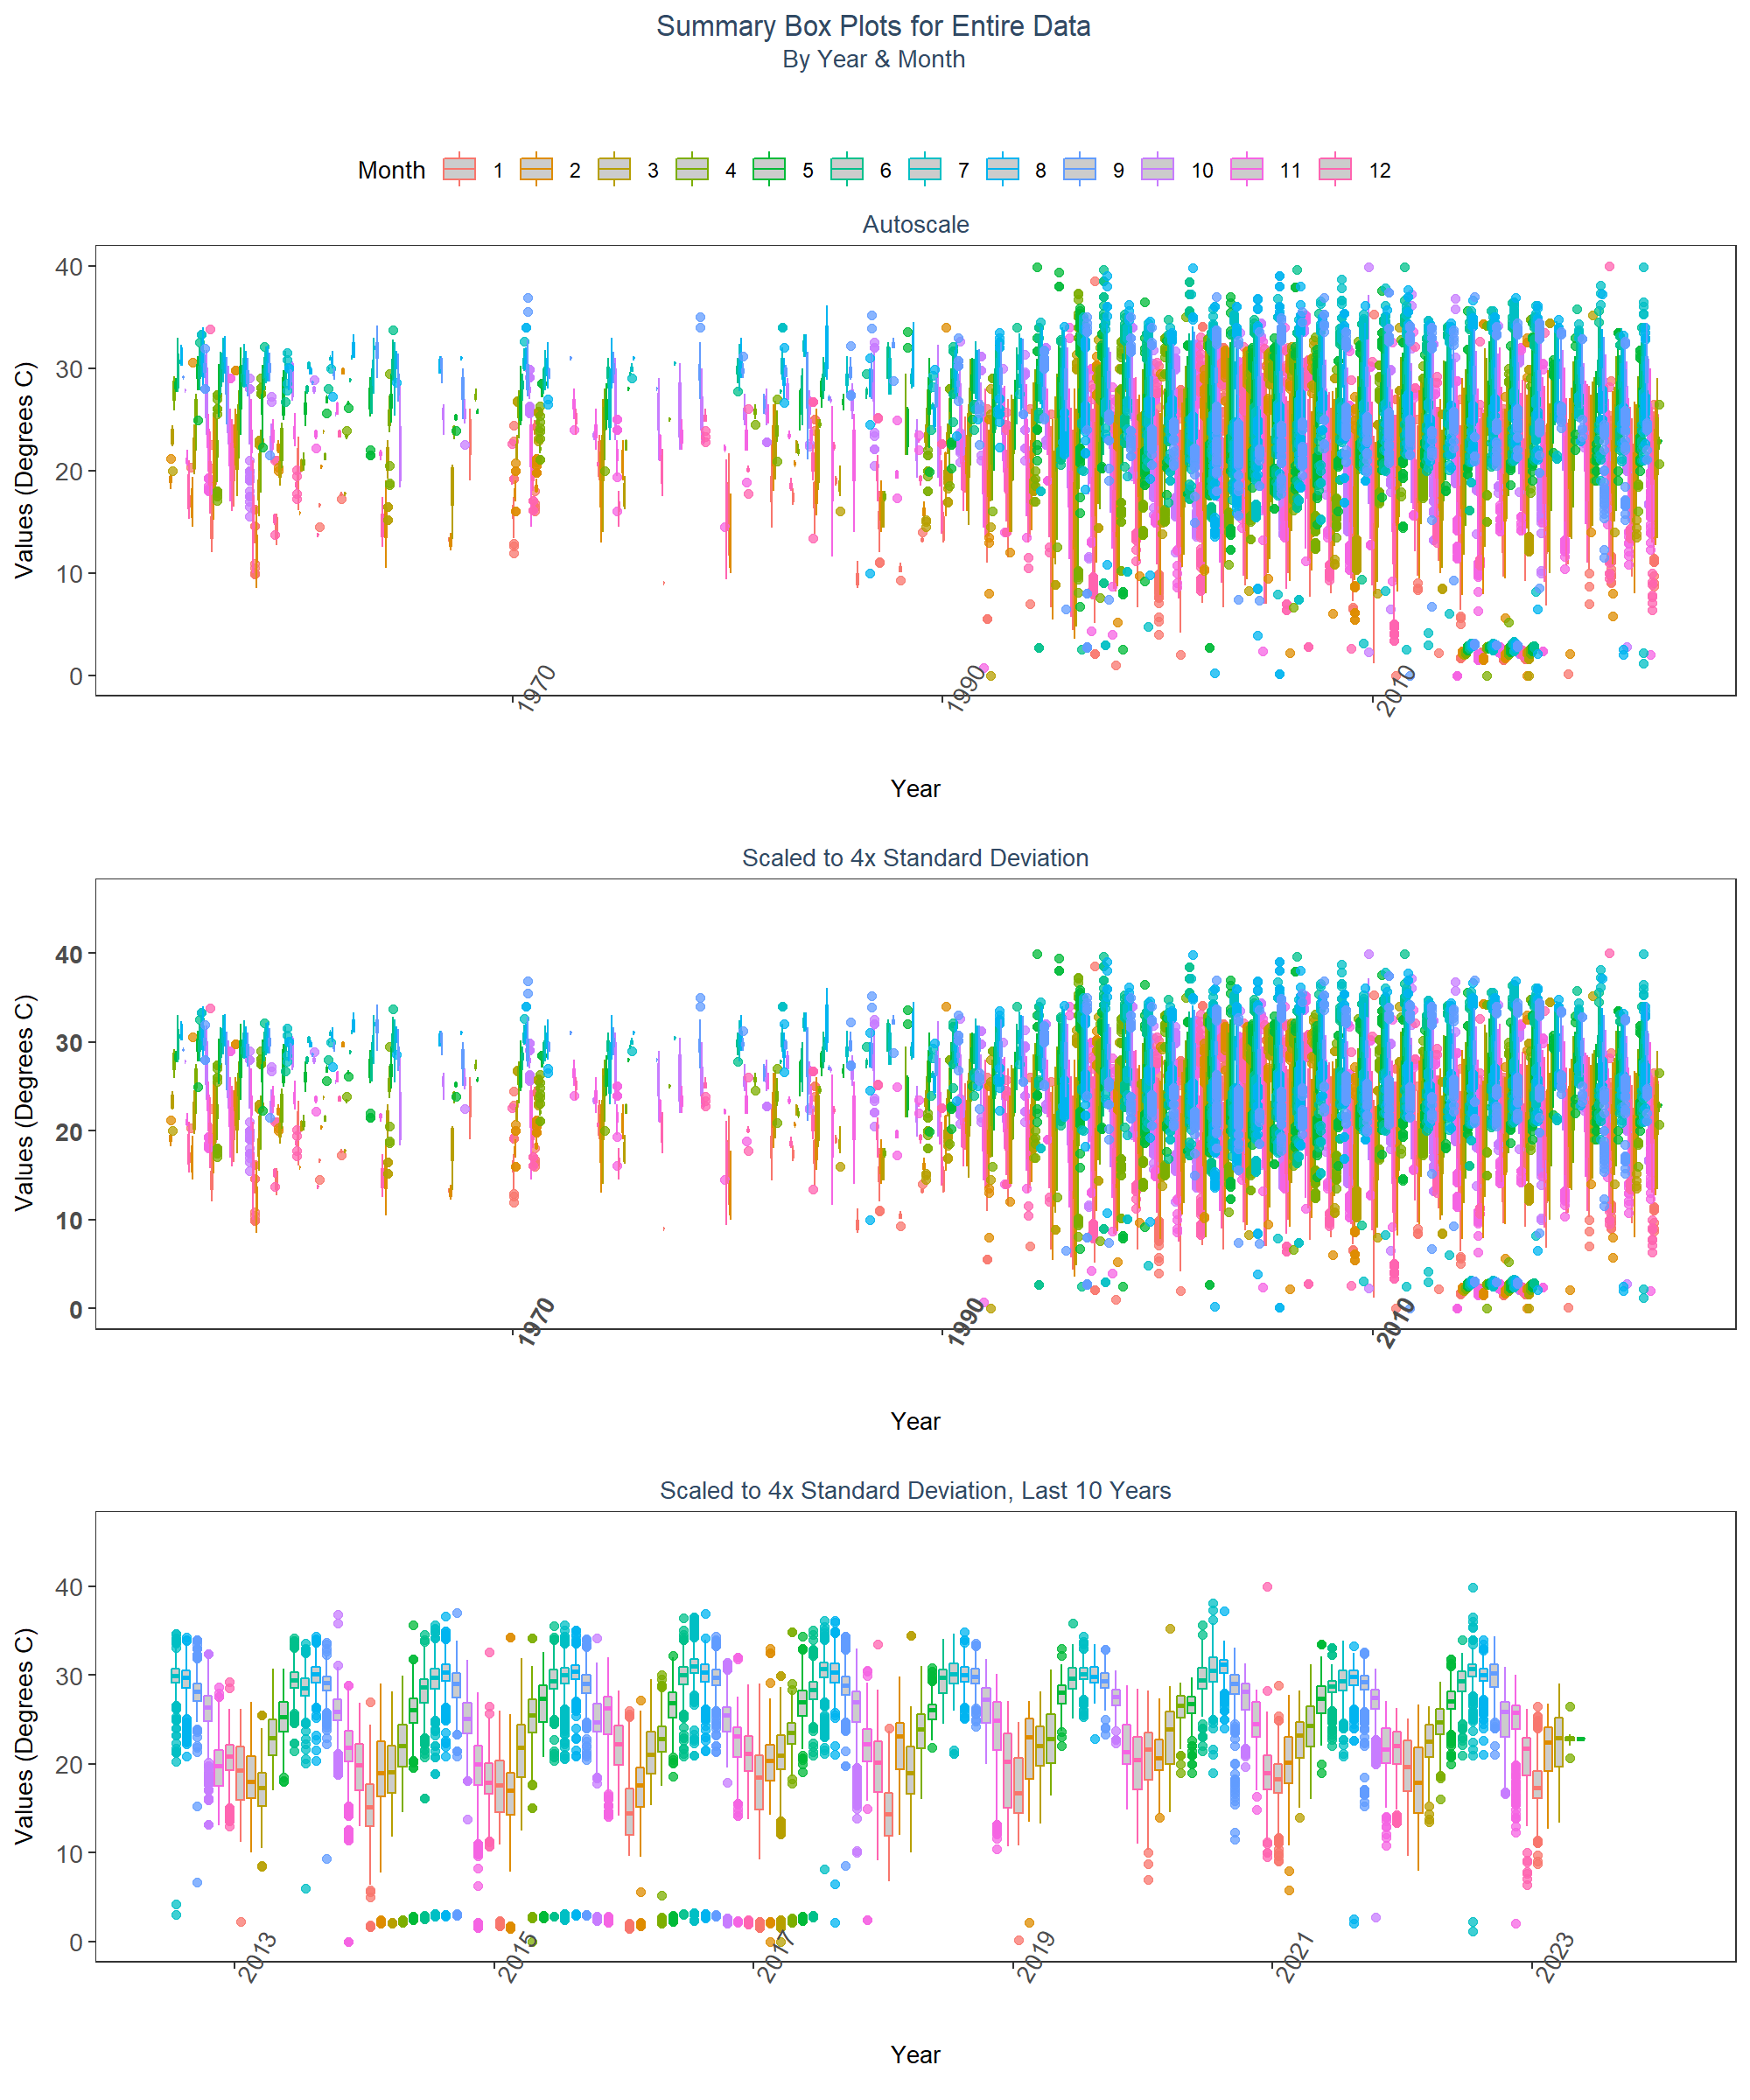 Summary Box Plots for Entire Data
By Year & Month
Month 1 2 3 4 5 6 7 8 9 10 11 12
Autoscale
Values (Degrees C)
40
30
20
10
0
1970 1990 2010
Year
Scaled to 4x Standard Deviation
Values (Degrees C)
40
30
20
10
0
1970 1990 2010
Year
Scaled to 4x Standard Deviation, Last 10 Years
Values (Degrees C)
40
30
20
10
0
2013 2015 2017 2019 2021 2023
Year